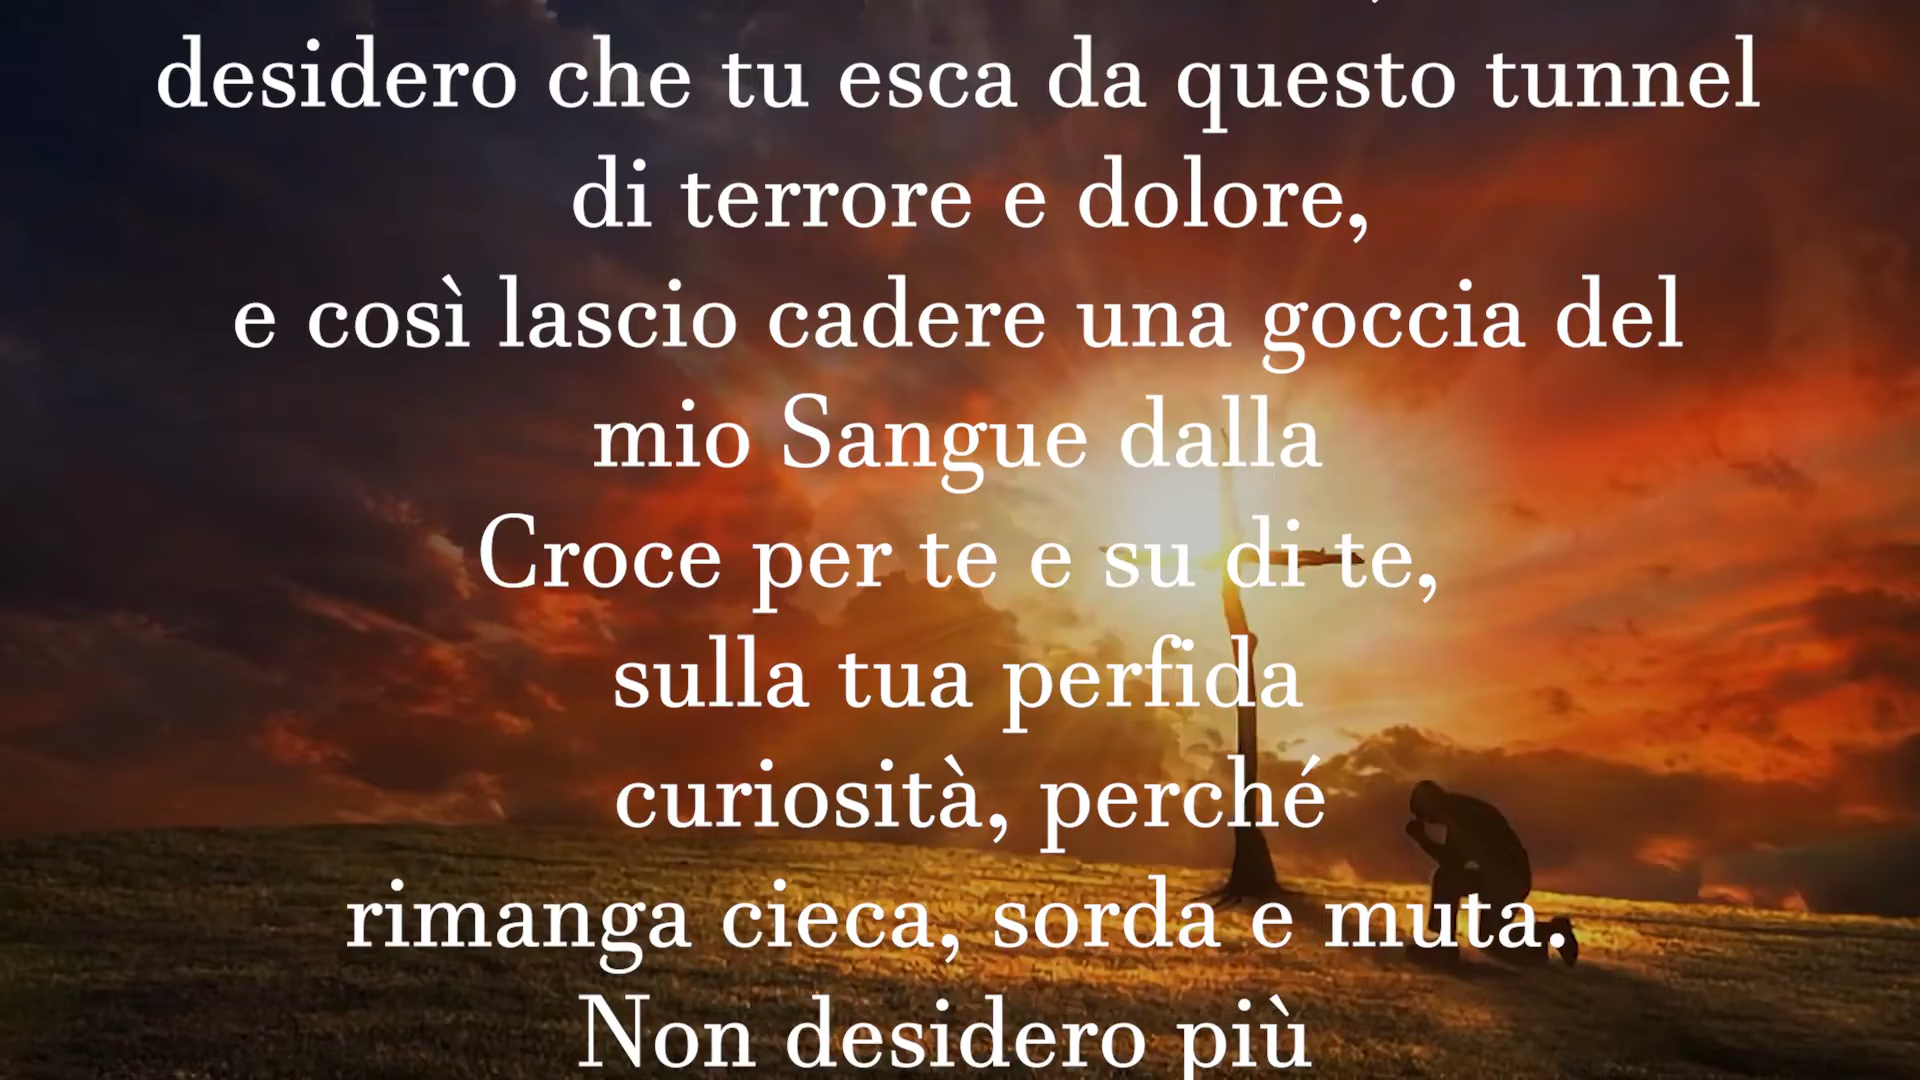 desidero che tu esca da questo tunnel
di terrore e dolore,
e così lascio cadere una goccia del
mio Sangue dalla
Croce per te e su di te,
sulla tua perfida
curiosità, perché
rimanga cieca, sorda e muta.
Non desidero più